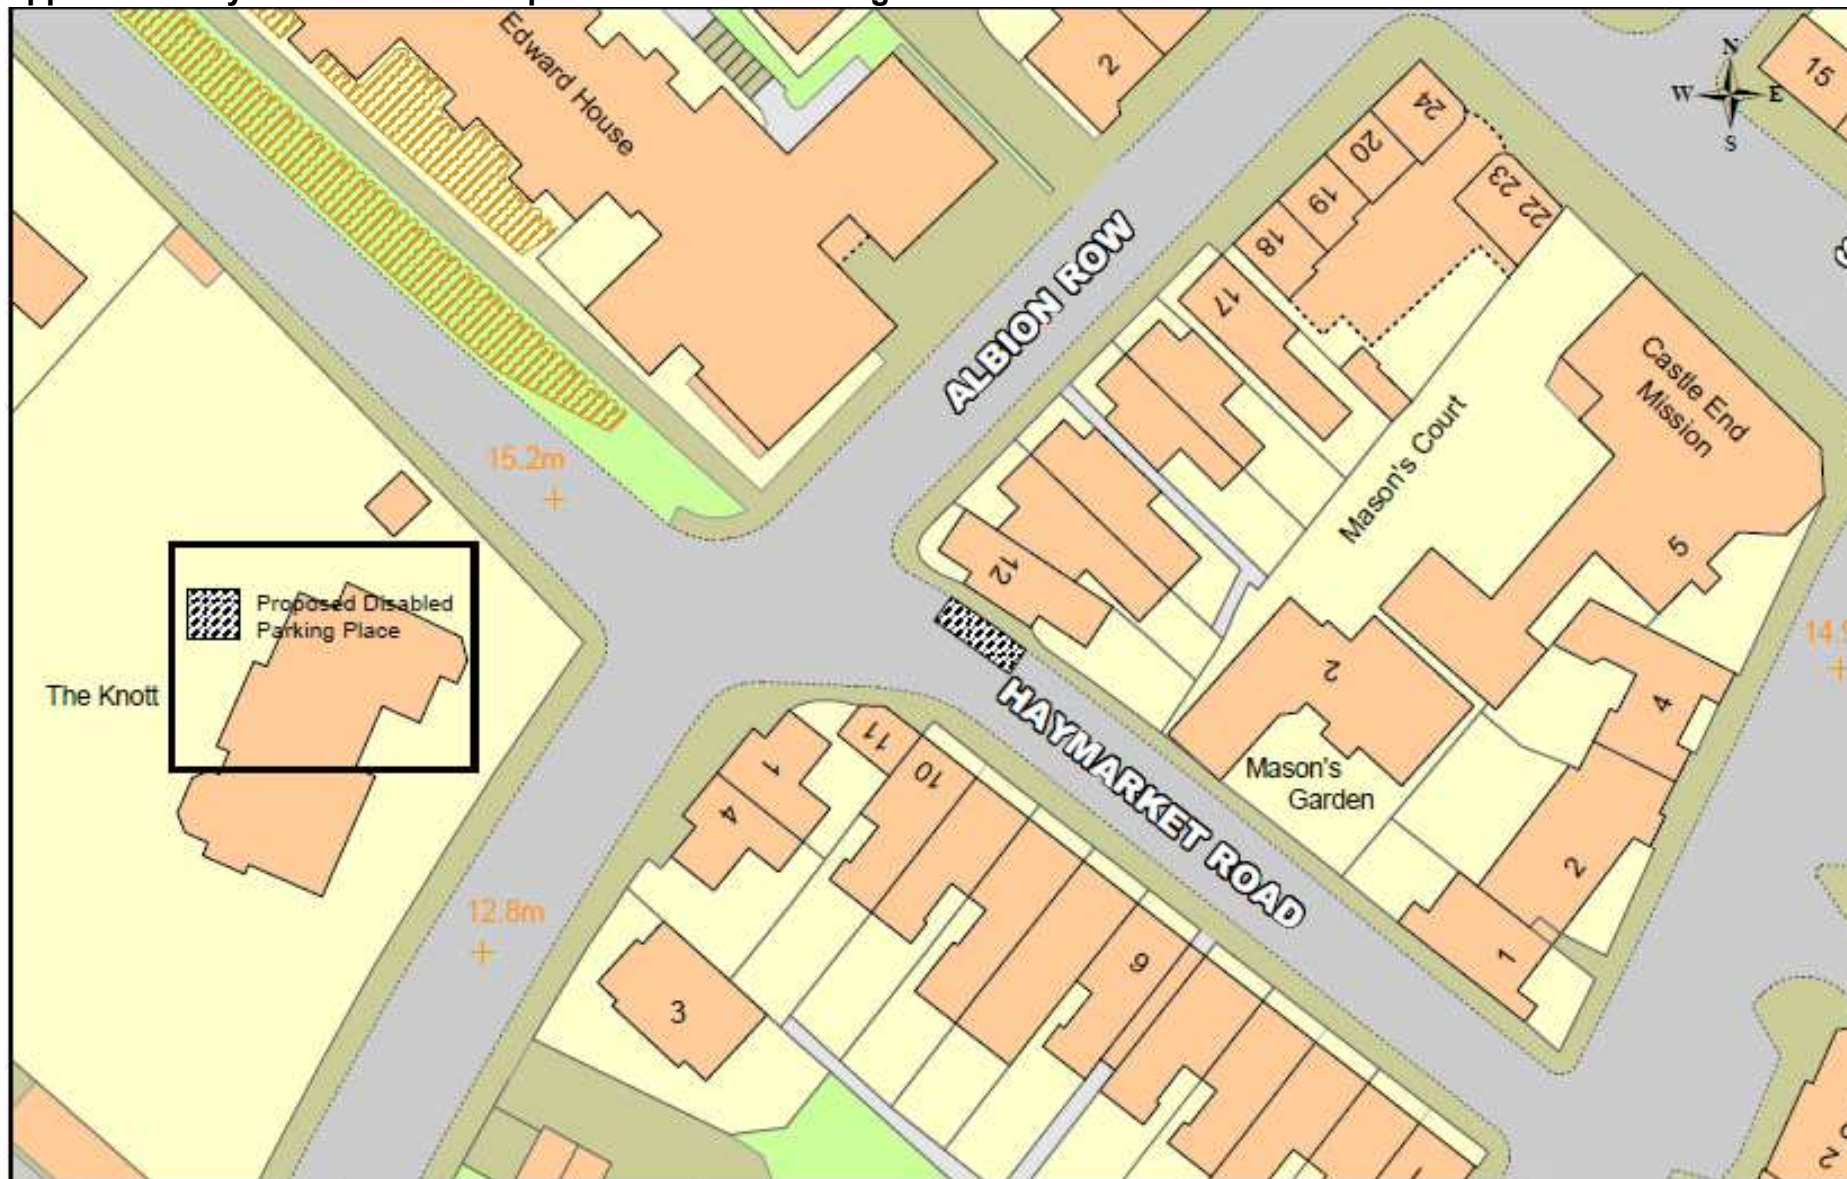 Edward House
2
N
W E
S
15
24
20
19
18
23
22
17
ALBION ROW
Castle End
Mission
Mason's Court
15.2m
12
5
Proposed Disabled
Parking Place
The Knott
2
4
HAYMARKET ROAD
11
10
1
4
Mason's
Garden
2
12.8m
9
1
3
2